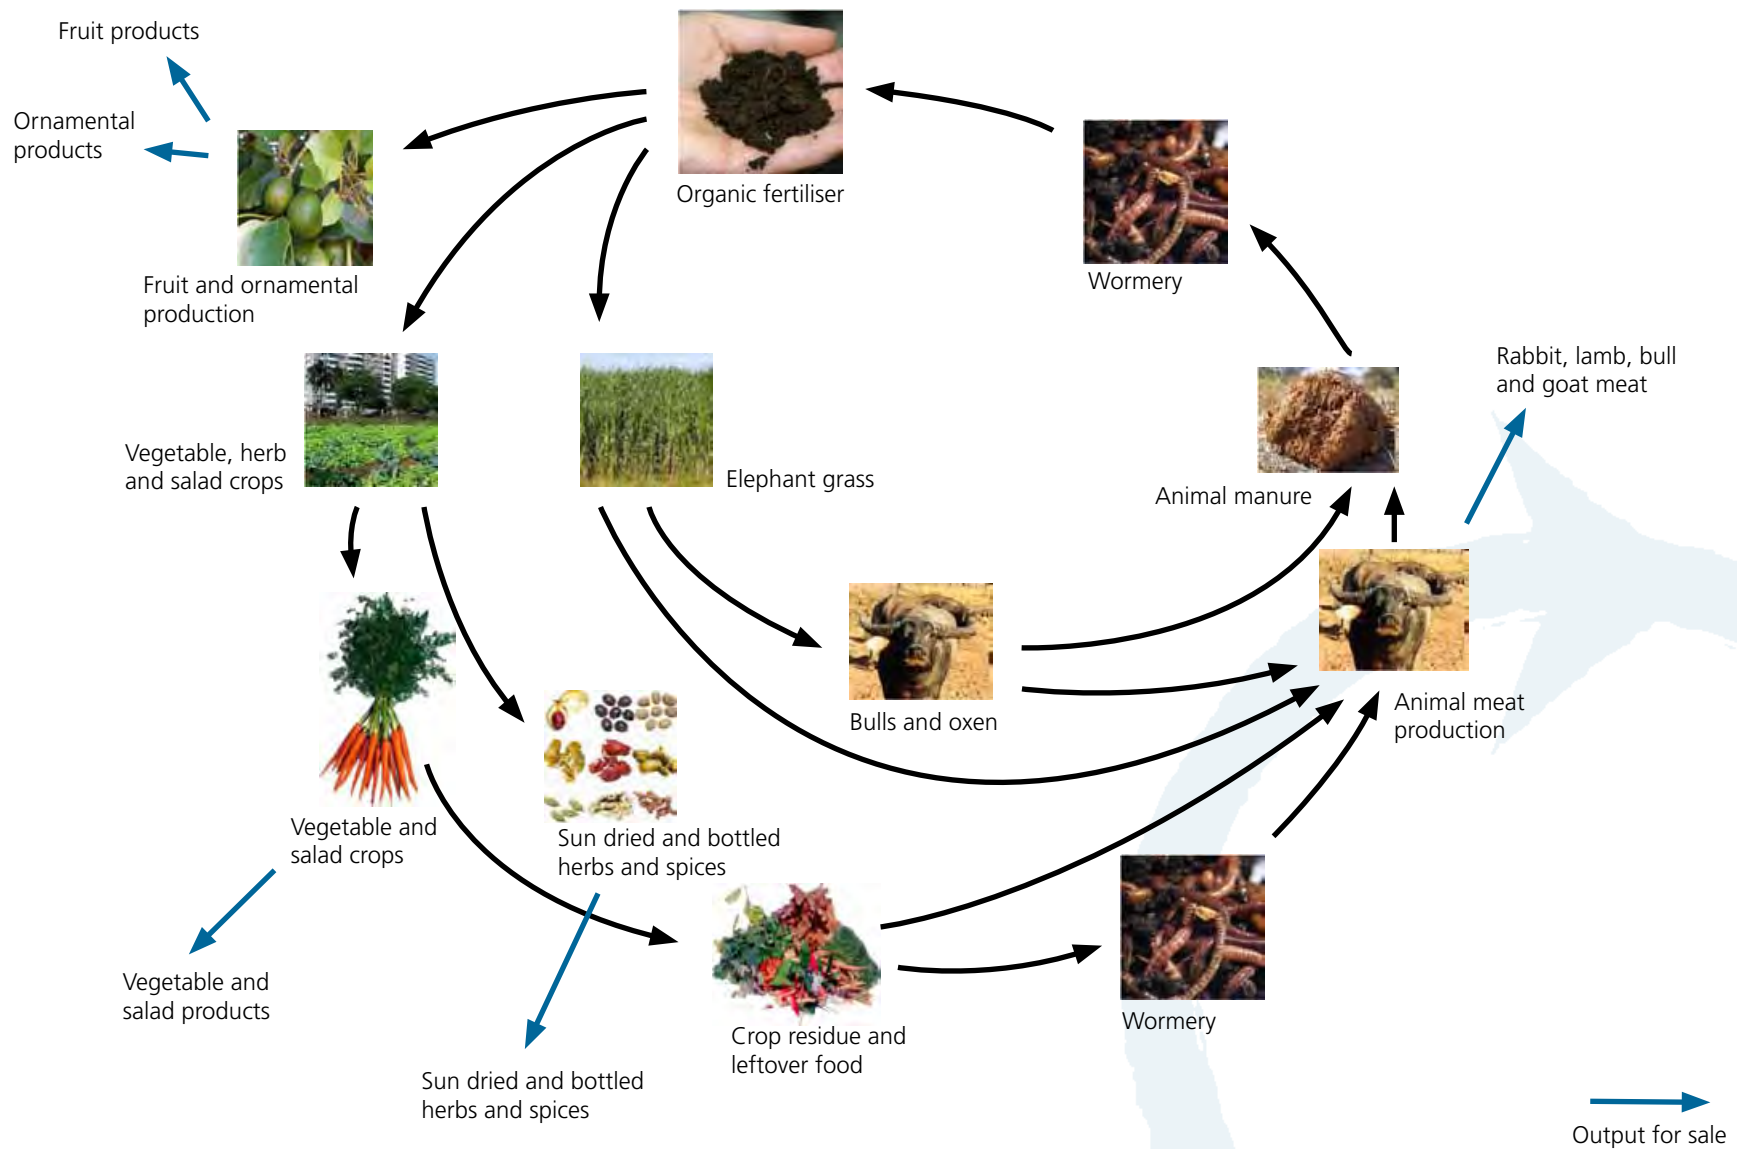 Fruit products
Ornamental
products
Organic fertiliser
Wormery
Fruit and ornamental
production
Rabbit, lamb, bull
and goat meat
Vegetable, herb
and salad crops
Elephant grass
Animal manure
Bulls and oxen
Animal meat
production
Vegetable and
salad crops
Sun dried and bottled
herbs and spices
Vegetable and
salad products
Crop residue and
leftover food
Wormery
Sun dried and bottled
herbs and spices
Output for sale